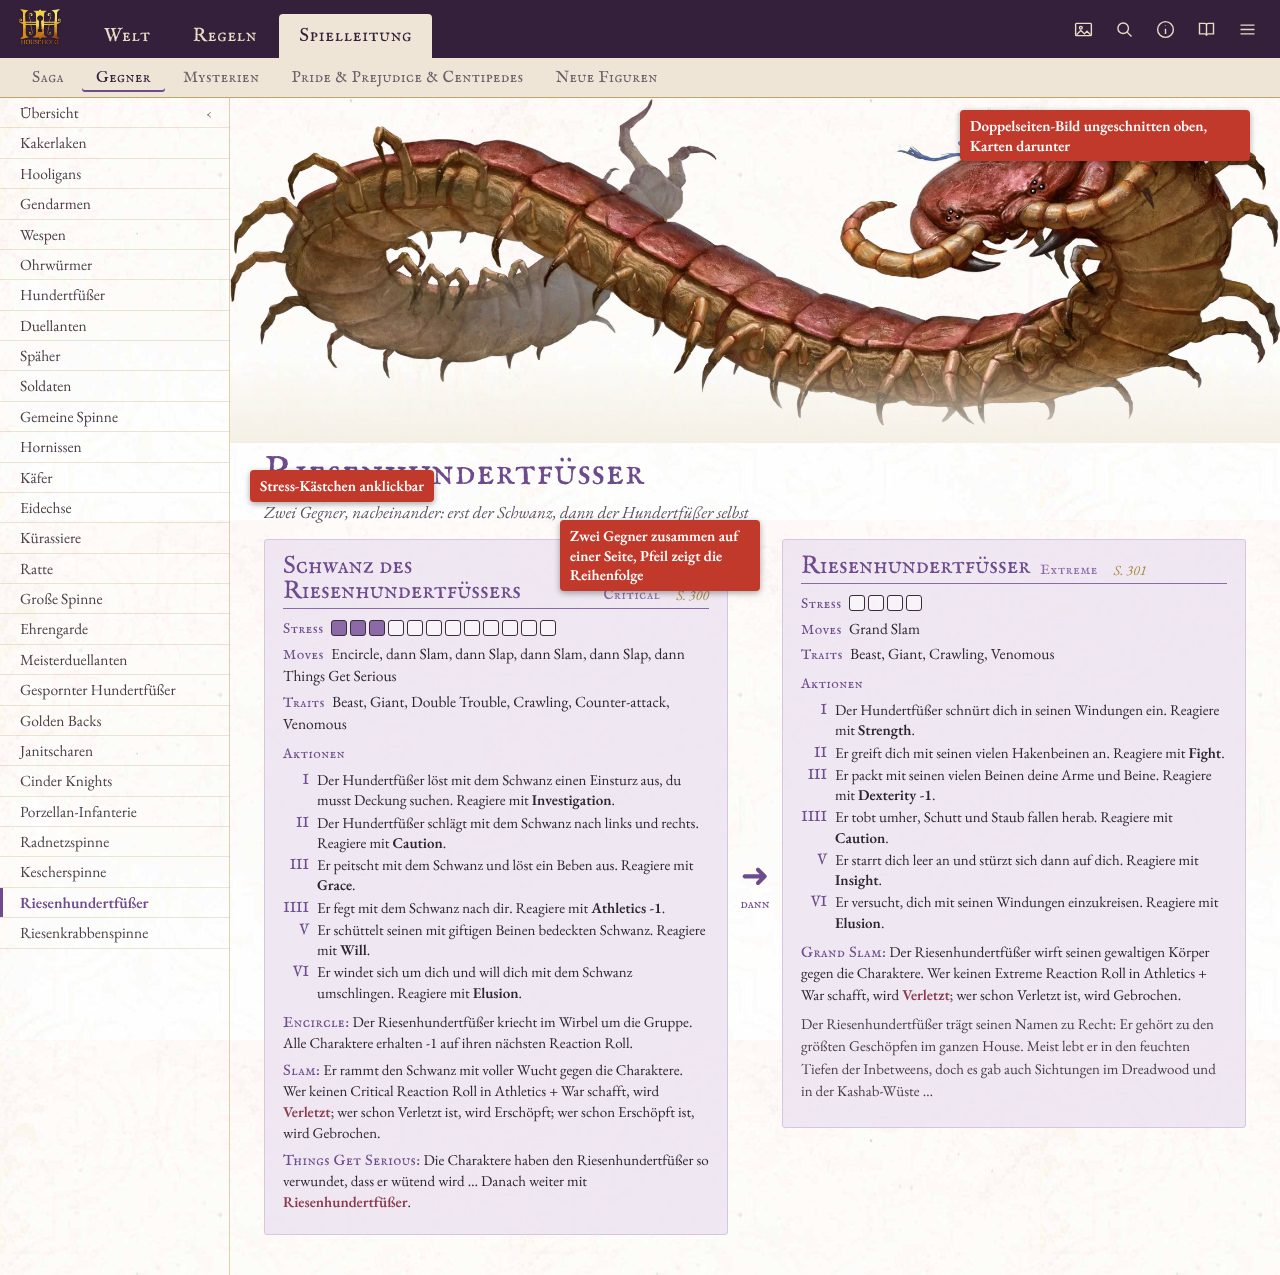 HOUSEHOLD
Welt
Regeln
Spielleitung
Saga
Gegner
Mysterien
Pride & Prejudice & Centipedes
Neue Figuren
Übersicht
Kakerlaken
Hooligans
Gendarmen
Wespen
Ohrwürmer
Hundertfüßer
Duellanten
Späher
Soldaten
Gemeine Spinne
Hornissen
Käfer
Eidechse
Kürassiere
Ratte
Große Spinne
Ehrengarde
Meisterduellanten
Gespornter Hundertfüßer
Golden Backs
Janitscharen
Cinder Knights
Porzellan-Infanterie
Radnetzspinne
Kescherspinne
Riesenhundertfüßer
Riesenkrabbenspinne
Doppelseiten-Bild ungeschnitten oben,
Karten darunter
Riesenhundertfüsser
Stress-Kästchen anklickbar
Zwei Gegner, nacheinander: erst der Schwanz, dann der Hundertfüßer selbst
Zwei Gegner zusammen auf
einer Seite, Pfeil zeigt die
Reihenfolge
Schwanz des
Riesenhundertfüssers Critical S. 300
Stress
Moves Encircle, dann Slam, dann Slap, dann Slam, dann Slap, dann
Things Get Serious
Traits Beast, Giant, Double Trouble, Crawling, Counter-attack,
Venomous
Aktionen
I Der Hundertfüßer löst mit dem Schwanz einen Einsturz aus, du
musst Deckung suchen. Reagiere mit Investigation.
II Der Hundertfüßer schlägt mit dem Schwanz nach links und rechts.
Reagiere mit Caution.
III Er peitscht mit dem Schwanz und löst ein Beben aus. Reagiere mit
Grace.
IIII Er fegt mit dem Schwanz nach dir. Reagiere mit Athletics -1.
V Er schüttelt seinen mit giftigen Beinen bedeckten Schwanz. Reagiere
mit Will.
VI Er windet sich um dich und will dich mit dem Schwanz
umschlingen. Reagiere mit Elusion.
Encircle: Der Riesenhundertfüßer kriecht im Wirbel um die Gruppe.
Alle Charaktere erhalten -1 auf ihren nächsten Reaction Roll.
Slam: Er rammt den Schwanz mit voller Wucht gegen die Charaktere.
Wer keinen Critical Reaction Roll in Athletics + War schafft, wird
Verletzt; wer schon Verletzt ist, wird Erschöpft; wer schon Erschöpft ist,
wird Gebrochen.
Things Get Serious: Die Charaktere haben den Riesenhundertfüßer so
verwundet, dass er wütend wird ... Danach weiter mit
Riesenhundertfüßer.
dann
Riesenhundertfüsser Extreme S. 301
Stress
Moves Grand Slam
Traits Beast, Giant, Crawling, Venomous
Aktionen
I Der Hundertfüßer schnürt dich in seinen Windungen ein. Reagiere
mit Strength.
II Er greift dich mit seinen vielen Hakenbeinen an. Reagiere mit Fight.
III Er packt mit seinen vielen Beinen deine Arme und Beine. Reagiere
mit Dexterity -1.
IIII Er tobt umher, Schutt und Staub fallen herab. Reagiere mit
Caution.
V Er starrt dich leer an und stürzt sich dann auf dich. Reagiere mit
Insight.
VI Er versucht, dich mit seinen Windungen einzukreisen. Reagiere mit
Elusion.
Grand Slam: Der Riesenhundertfüßer wirft seinen gewaltigen Körper
gegen die Charaktere. Wer keinen Extreme Reaction Roll in Athletics +
War schafft, wird Verletzt; wer schon Verletzt ist, wird Gebrochen.
Der Riesenhundertfüßer trägt seinen Namen zu Recht: Er gehört zu den
größten Geschöpfen im ganzen House. Meist lebt er in den feuchten
Tiefen der Inbetweens, doch es gab auch Sichtungen im Dreadwood und
in der Kashab-Wüste ...